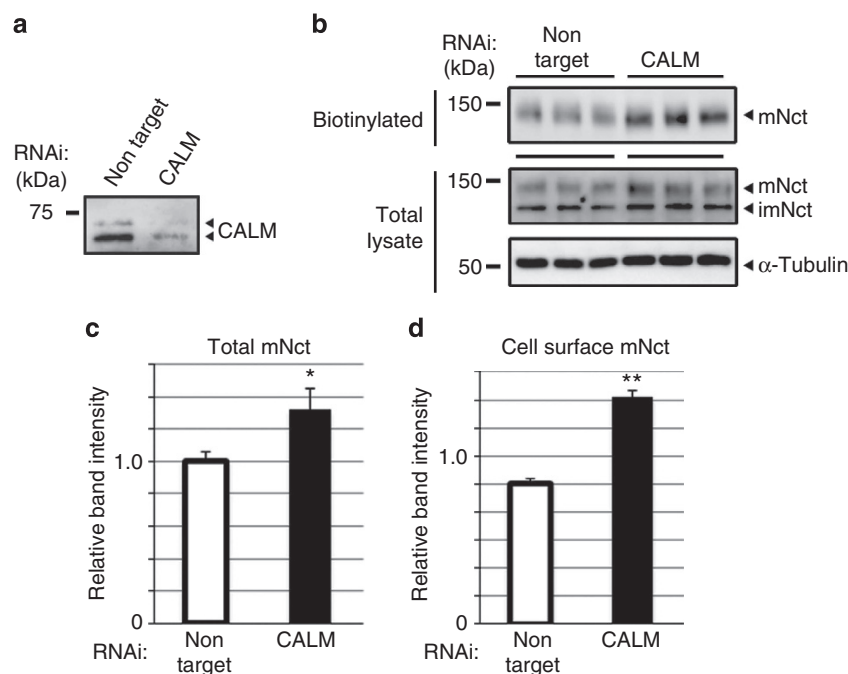 a
RNAi:
(kDa)
Non target
CALM
75
CALM
b
RNAi:
(kDa)
Non
target
CALM
Biotinylated
150
mNct
Total
lysate
150
mNct
imNct
50
α-Tubulin
c
Total mNct
Relative band intensity
*
1.0
0
RNAi:
Non
target
CALM
d
Cell surface mNct
Relative band intensity
**
1.0
0
RNAi:
Non
target
CALM